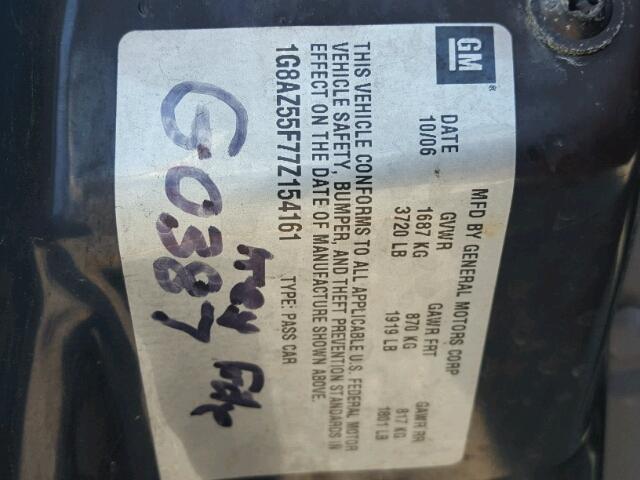 GM®
MFD BY GENERAL MOTORS CORP
DATE GVWR GAWR FRT GAWR RR
10/06 1687 KG 870 KG 817 KG
3720 LB 1919 LB 1801 LB
THIS VEHICLE CONFORMS TO ALL APPLICABLE U.S. FEDERAL MOTOR
VEHICLE SAFETY, BUMPER, AND THEFT PREVENTION STANDARDS IN
EFFECT ON THE DATE OF MANUFACTURE SHOWN ABOVE.
1G8AZ55F77Z154161 TYPE: PASS CAR
G-0387